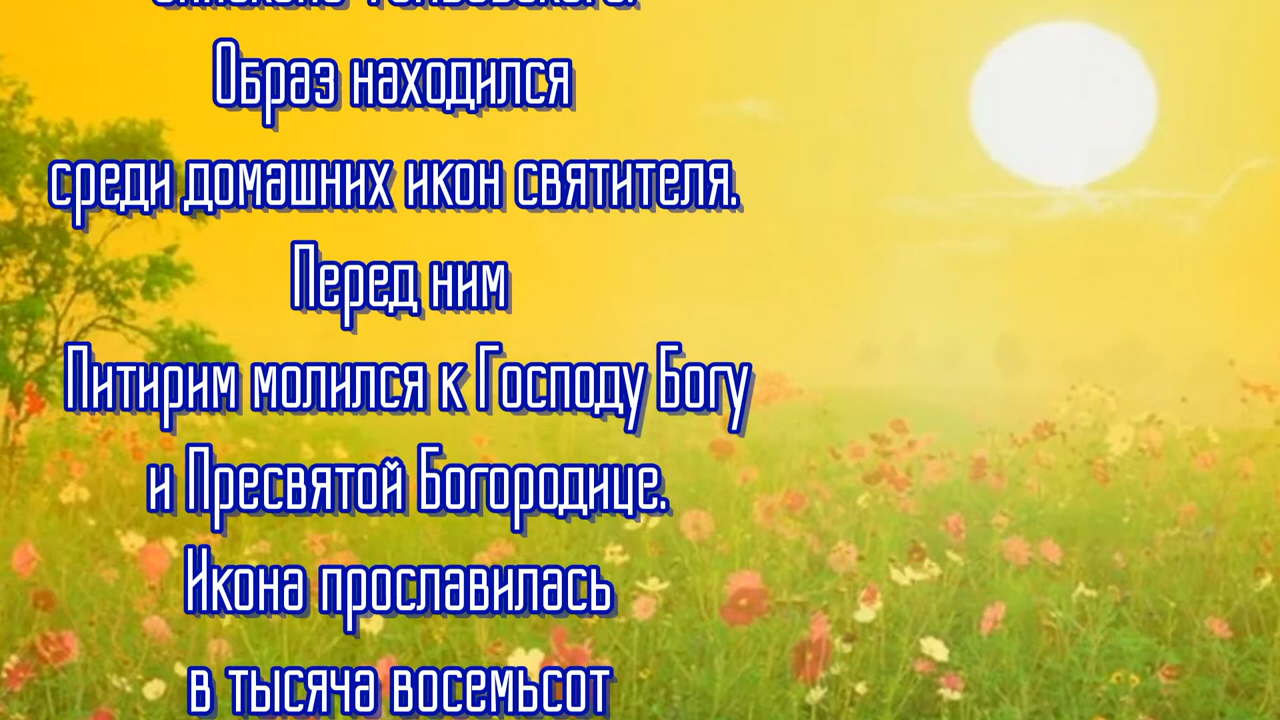 Образ находился
среди домашних икон святителя.
Перед ним
Питирим молился к Господу Богу
и Пресвятой Богородице.
Икона прославилась
в тысяча восемьсот